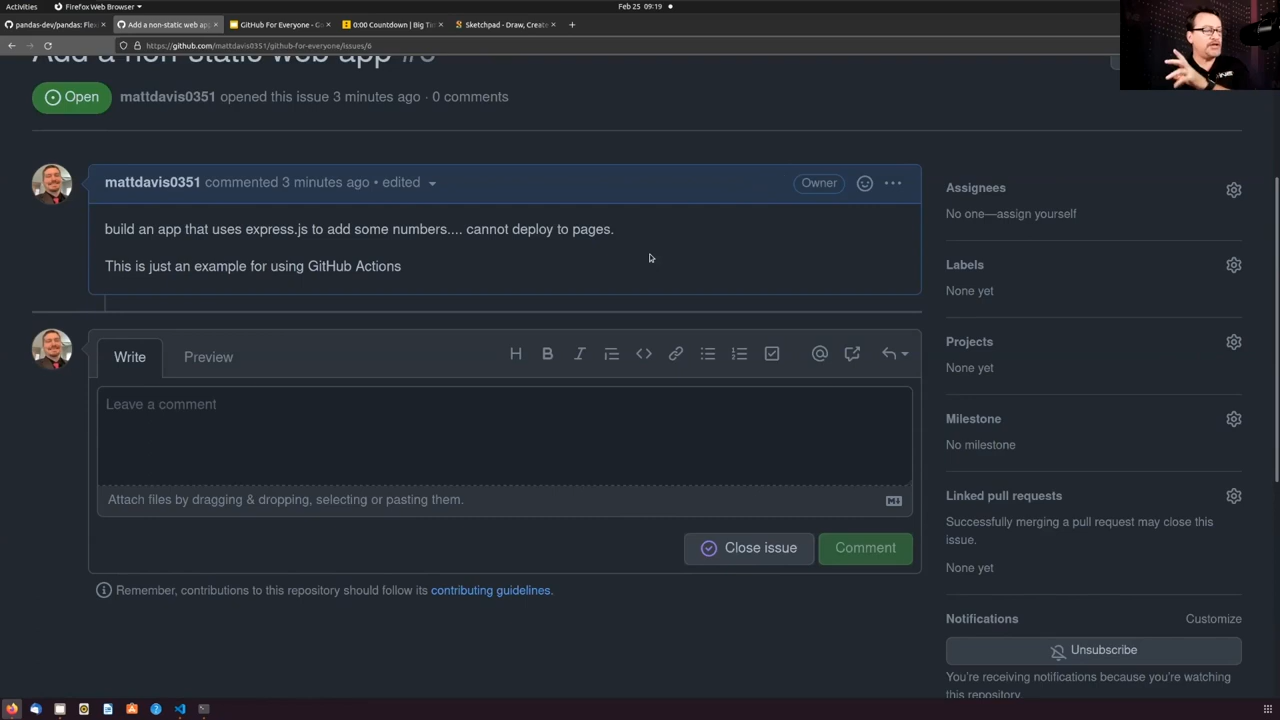 Activities
Firefox Web Browser
Feb 25 09:19
pandas-dev/pandas: Flex
Add a non-static web app
GitHub For Everyone - Go
0:00 Countdown | Big Tim
Sketchpad - Draw, Create
https://github.com/mattdavis0351/github-for-everyone/issues/6
Add a non-static web app #6
Open
mattdavis0351 opened this issue 3 minutes ago · 0 comments
mattdavis0351 commented 3 minutes ago • edited
Owner
build an app that uses express.js to add some numbers.... cannot deploy to pages.
This is just an example for using GitHub Actions
Write
Preview
Leave a comment
Attach files by dragging & dropping, selecting or pasting them.
Close issue
Comment
Remember, contributions to this repository should follow its contributing guidelines.
Assignees
No one—assign yourself
Labels
None yet
Projects
None yet
Milestone
No milestone
Linked pull requests
Successfully merging a pull request may close this
issue.
None yet
Notifications
Customize
Unsubscribe
You're receiving notifications because you're watching
this repository.